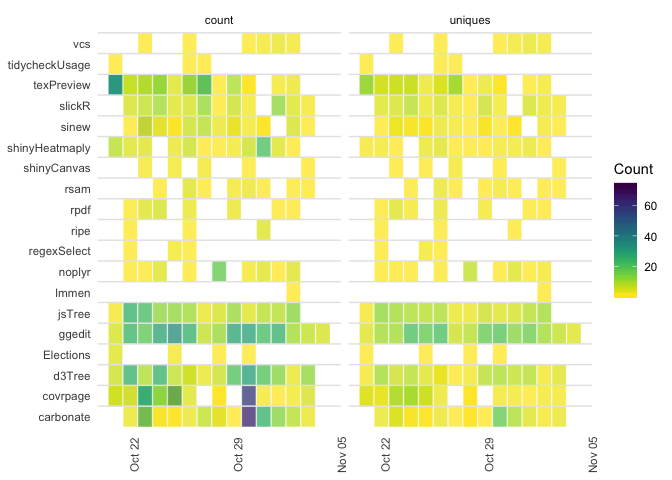 count uniques
vcs
tidycheckUsage
texPreview
slickR
sinew
shinyHeatmaply
shinyCanvas
rsam
rpdf
ripe
regexSelect
noplyr
lmmen
jsTree
ggedit
Elections
d3Tree
covrpage
carbonate
Oct 22 Oct 29 Nov 05 Oct 22 Oct 29 Nov 05
Count
60
40
20